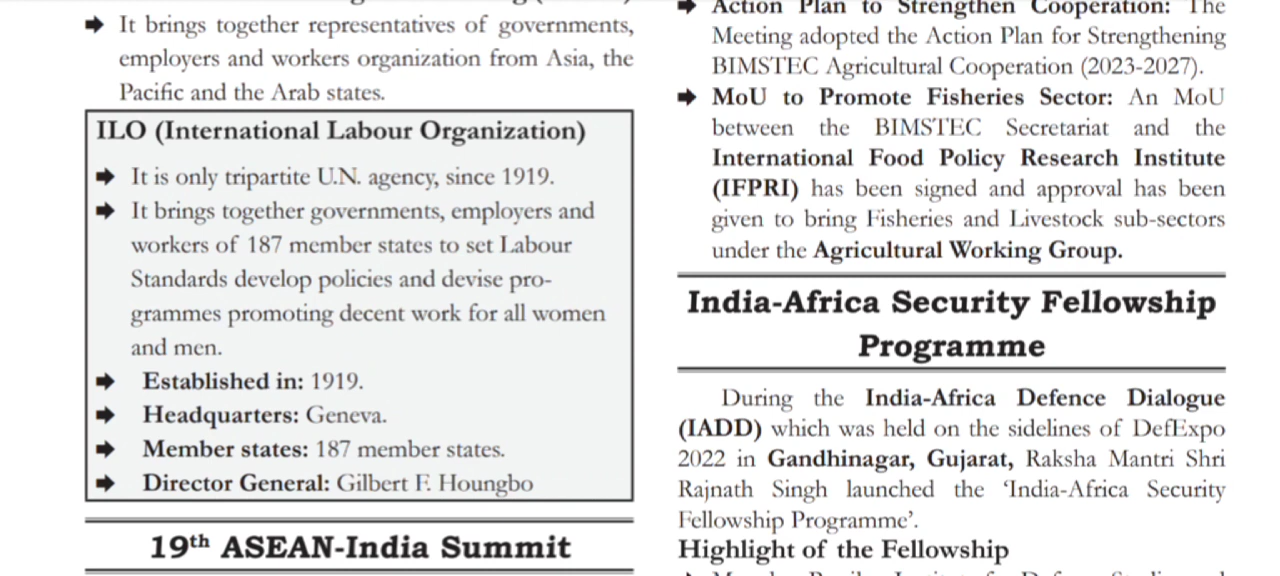 ➔ It brings together representatives of governments,
employers and workers organization from Asia, the
Pacific and the Arab states.
ILO (International Labour Organization)
➔ It is only tripartite U.N. agency, since 1919.
➔ It brings together governments, employers and
workers of 187 member states to set Labour
Standards develop policies and devise pro-
grammes promoting decent work for all women
and men.
➔ Established in: 1919.
➔ Headquarters: Geneva.
➔ Member states: 187 member states.
➔ Director General: Gilbert F. Houngbo
19th ASEAN-India Summit
➔ Action Plan to Strengthen Cooperation: The
Meeting adopted the Action Plan for Strengthening
BIMSTEC Agricultural Cooperation (2023-2027).
➔ MoU to Promote Fisheries Sector: An MoU
between the BIMSTEC Secretariat and the
International Food Policy Research Institute
(IFPRI) has been signed and approval has been
given to bring Fisheries and Livestock sub-sectors
under the Agricultural Working Group.
India-Africa Security Fellowship
Programme
During the India-Africa Defence Dialogue
(IADD) which was held on the sidelines of DefExpo
2022 in Gandhinagar, Gujarat, Raksha Mantri Shri
Rajnath Singh launched the ‘India-Africa Security
Fellowship Programme’.
Highlight of the Fellowship